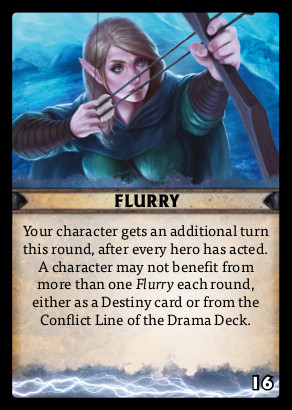 FLURRY
Your character gets an additional turn
this round, after every hero has acted.
A character may not benefit from
more than one Flurry each round,
either as a Destiny card or from the
Conflict Line of the Drama Deck.
16